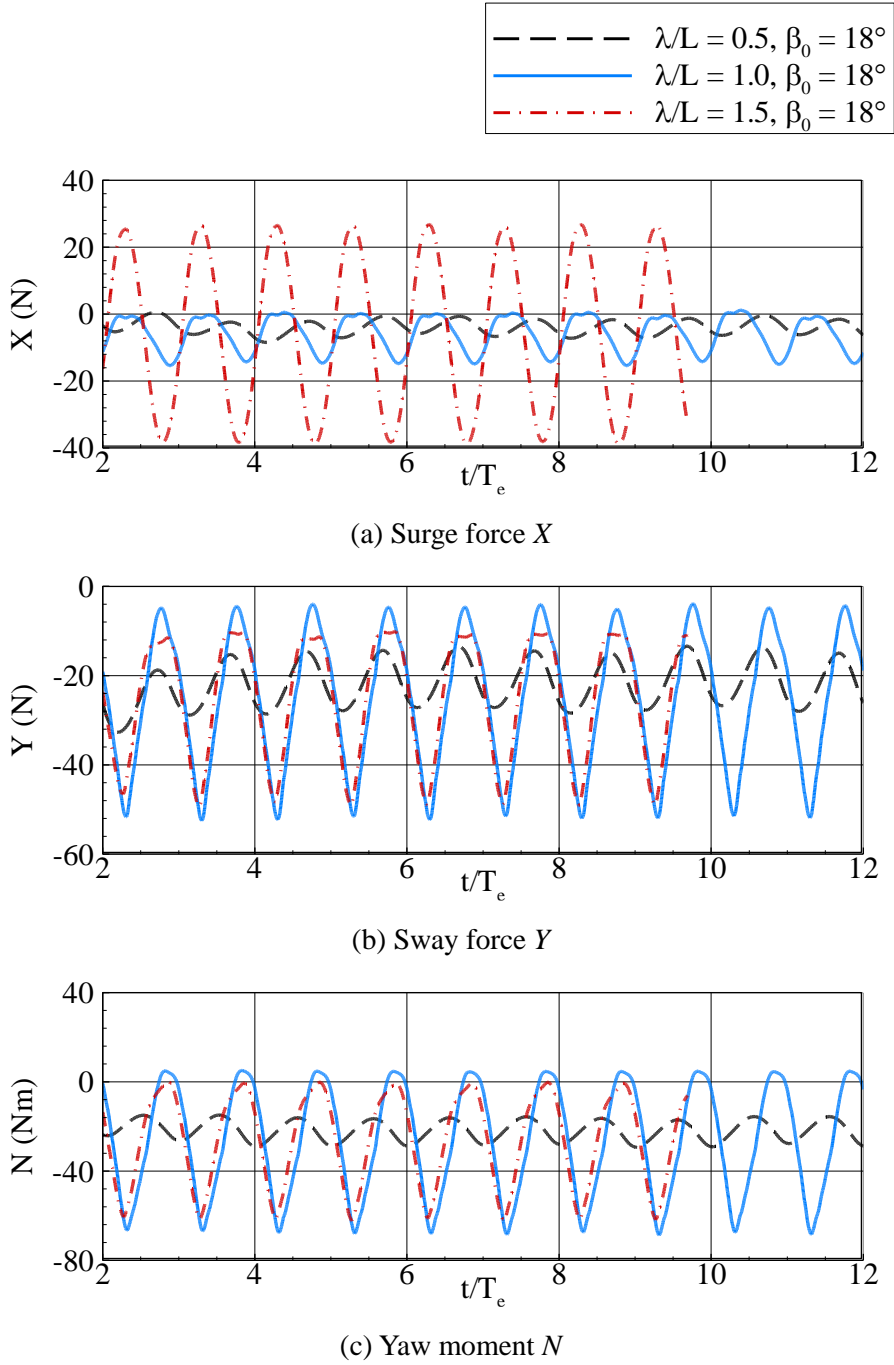 λ/L = 0.5, β₀ = 18°
λ/L = 1.0, β₀ = 18°
λ/L = 1.5, β₀ = 18°
40
20
0
-20
-40
X (N)
2 4 6 8 10 12
t/Tₑ
(a) Surge force X
0
-20
-40
-60
Y (N)
2 4 6 8 10 12
t/Tₑ
(b) Sway force Y
40
0
-40
-80
N (Nm)
2 4 6 8 10 12
t/Tₑ
(c) Yaw moment N